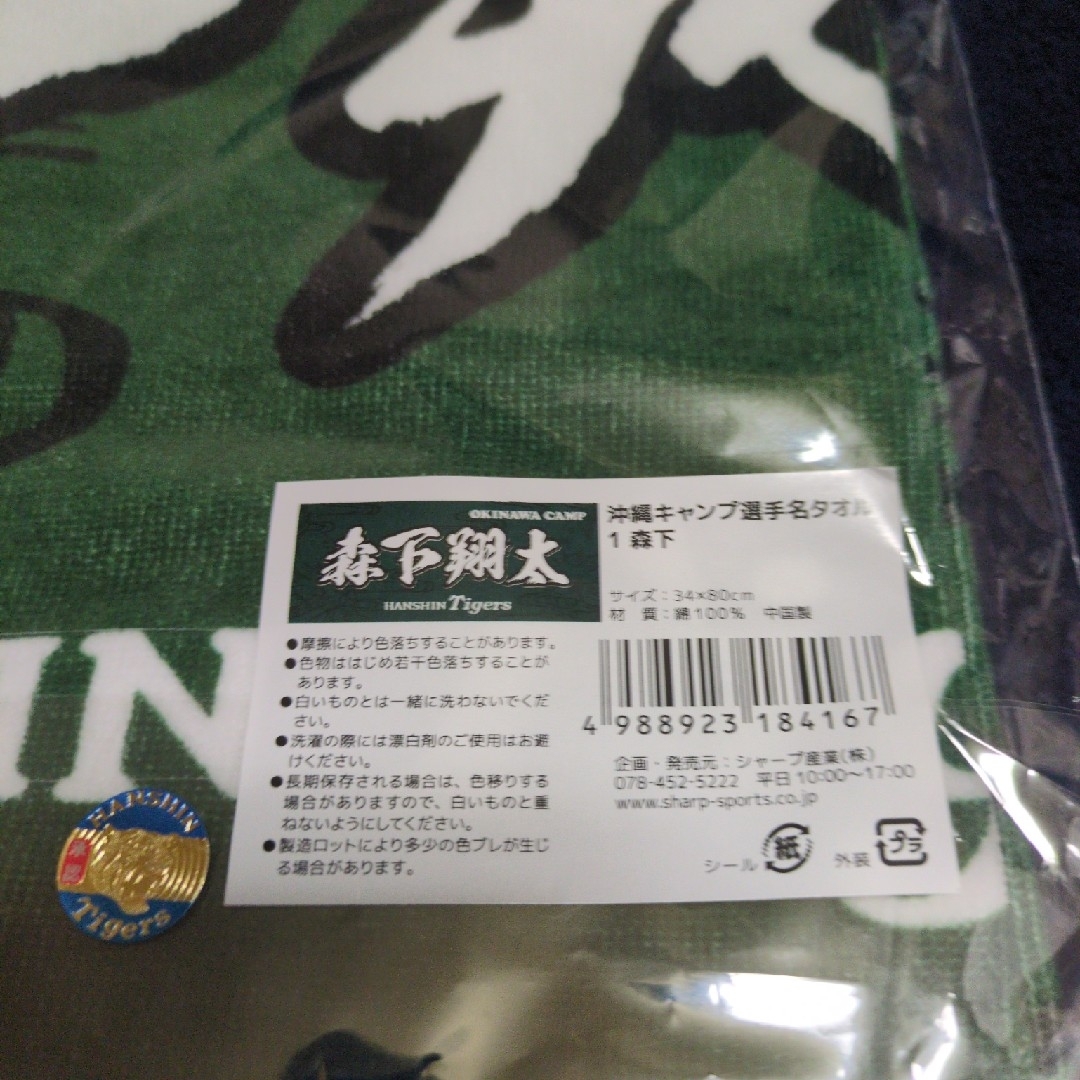 OKINAWA CAMP
森下翔太
HANSHIN Tigers
沖縄キャンプ選手名タオル
1 森下
サイズ：34×80cm
材 質：綿100% 中国製
●摩擦により色落ちすることがあります。
●色物ははじめ若干色落ちすることが
あります。
●白いものとは一緒に洗わないでくだ
さい。
●洗濯の際には漂白剤のご使用はお避
けください。
●長期保存される場合は、色移りする
場合がありますので、白いものと重
ねないようにしてください。
●製造ロットにより多少の色ブレが生じ
る場合があります。
4 988923 184167
企画・発売元：シャープ産業(株)
078-452-5222 平日 10:00〜17:00
www.sharp-sports.co.jp
シール 紙 外装 プラ
HANSHIN
承認
Tigers
IN